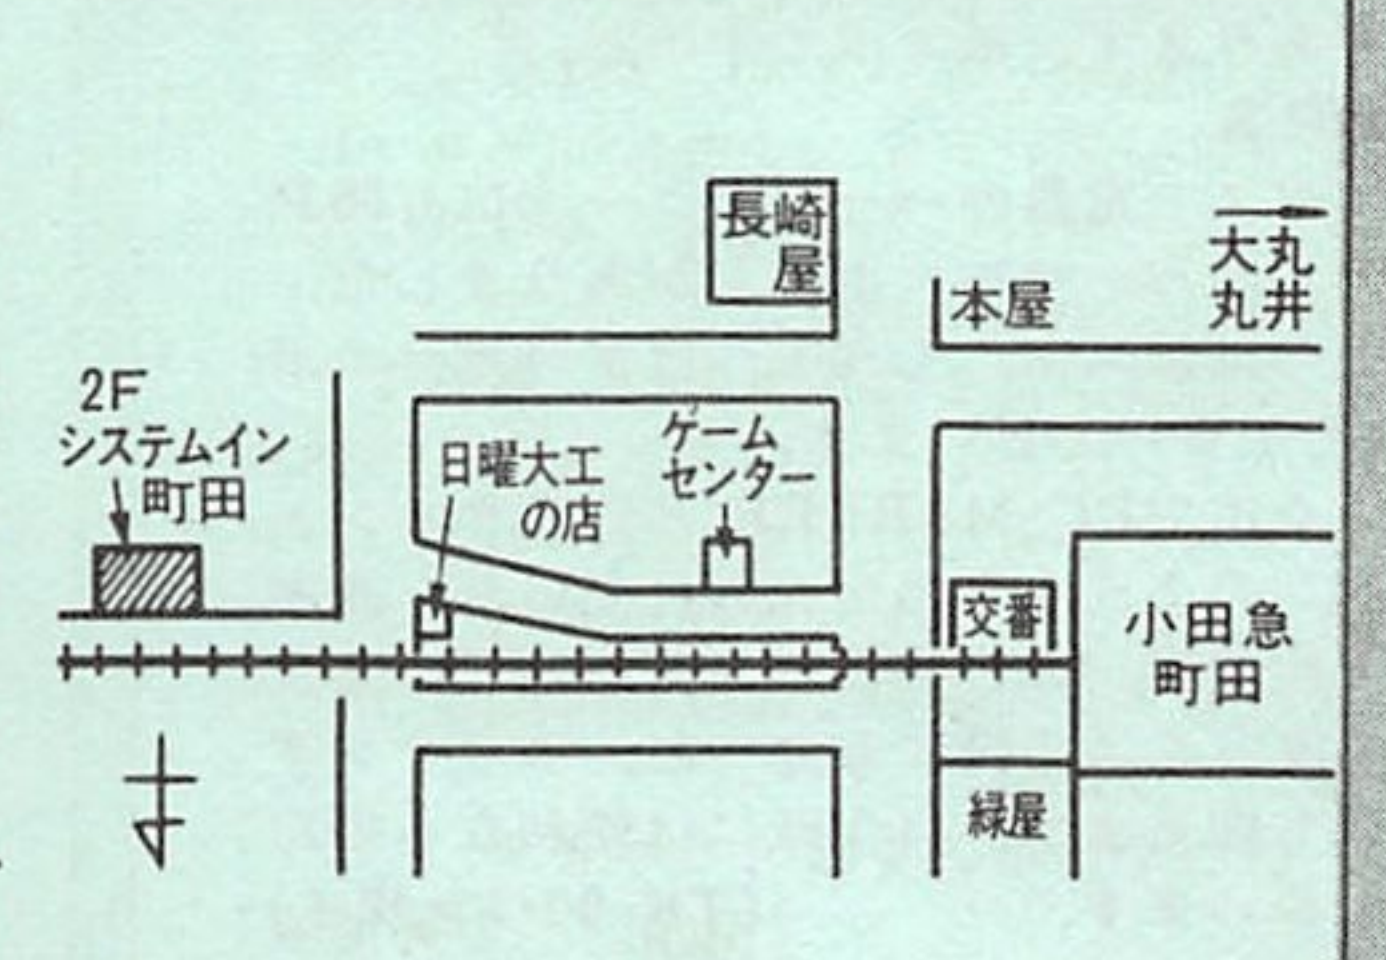 長崎
屋
大丸
丸井
本屋
2F
システムイン
町田
日曜大工
の店
ゲーム
センター
交番
小田急
町田
緑屋